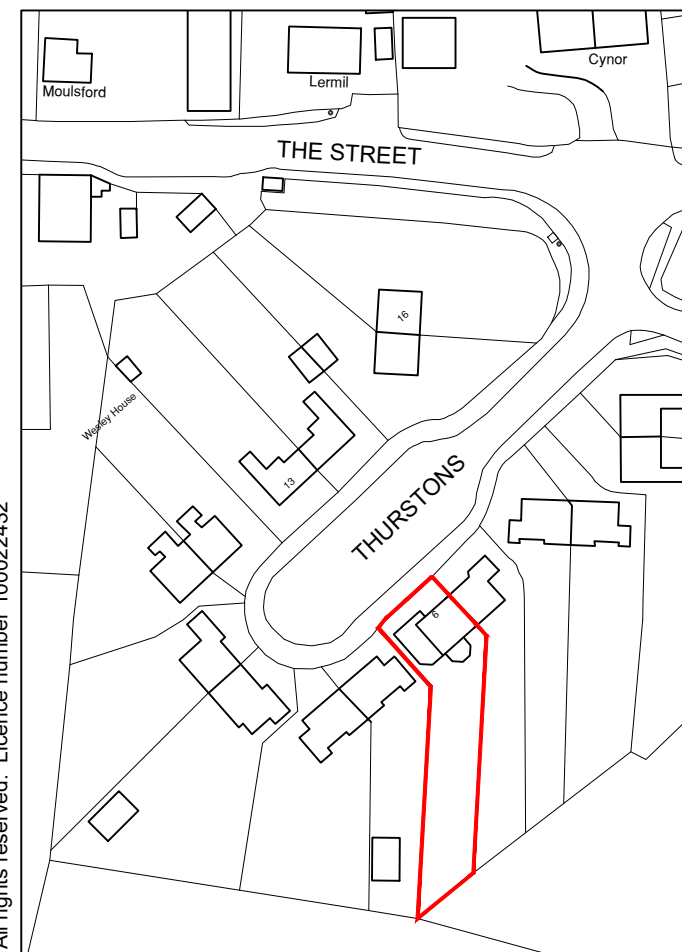 Moulsford
Lermil
Cynor
THE STREET
16
Wesley House
13
THURSTONS
6
All rights reserved. Licence number 100022432